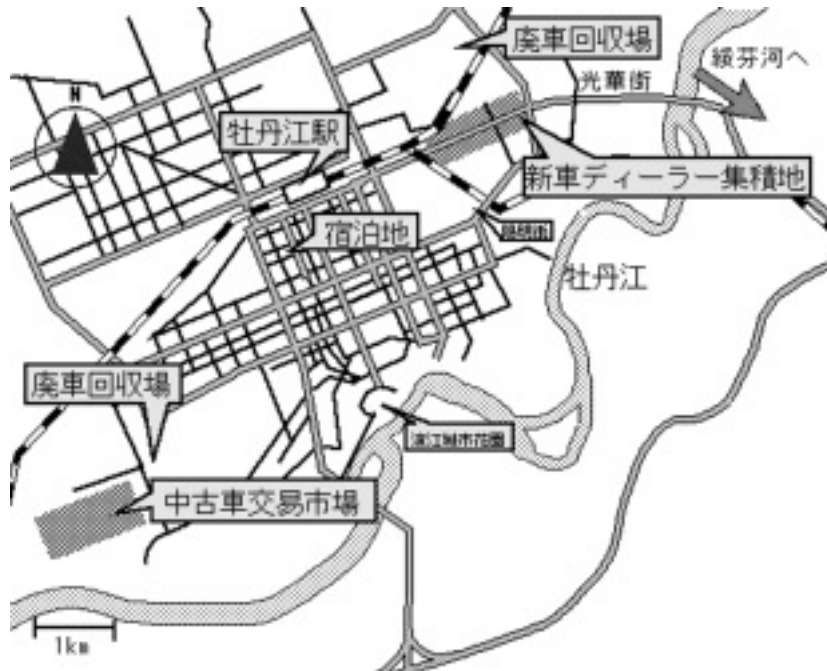 廃車回収場
綏芬河へ
光華街
N
牡丹江駅
新車ディーラー集積地
宿泊地
牡丹江
廃車回収場
中古車交易市場
1km